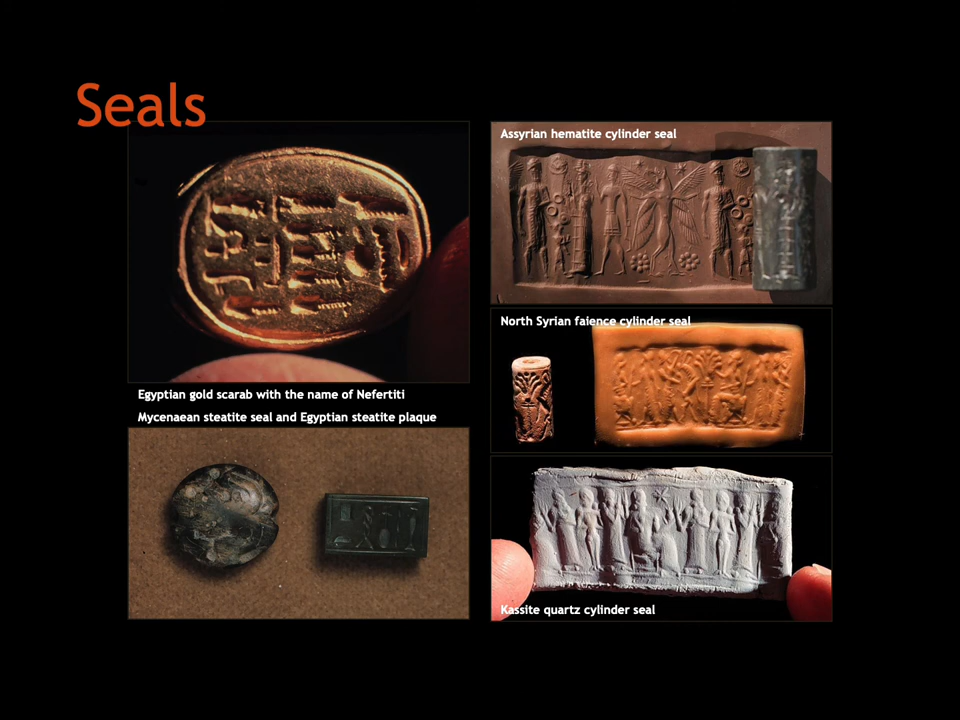 Seals
Egyptian gold scarab with the name of Nefertiti
Mycenaean steatite seal and Egyptian steatite plaque
Assyrian hematite cylinder seal
North Syrian faience cylinder seal
Kassite quartz cylinder seal